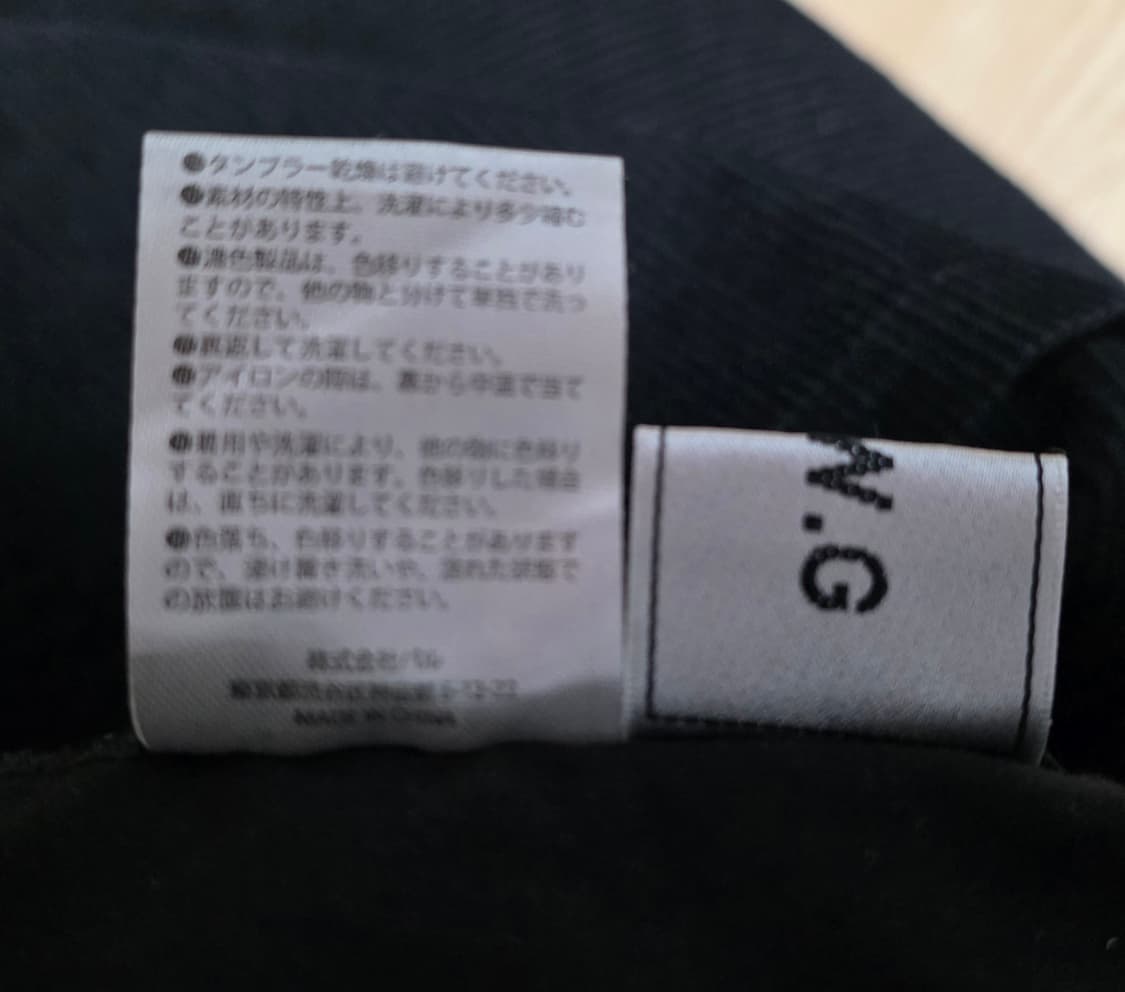 ●タンブラー乾燥は避けてください。
●素材の特性上、洗濯により多少縮む
ことがあります。
●濃色製品は、色移りすることがあり
ますので、他の物と分けて単独で洗っ
てください。
●裏返して洗濯してください。
●アイロンの際は、裏から中温で当て
てください。
●着用や洗濯により、他の物に色移り
することがあります。色移りした場合
は、直ちに洗濯してください。
●色落ち、色移りすることがあります
ので、漬け置き洗いや、濡れた状態で
の放置はお避けください。
株式会社パル
MADE IN CHINA
W.G